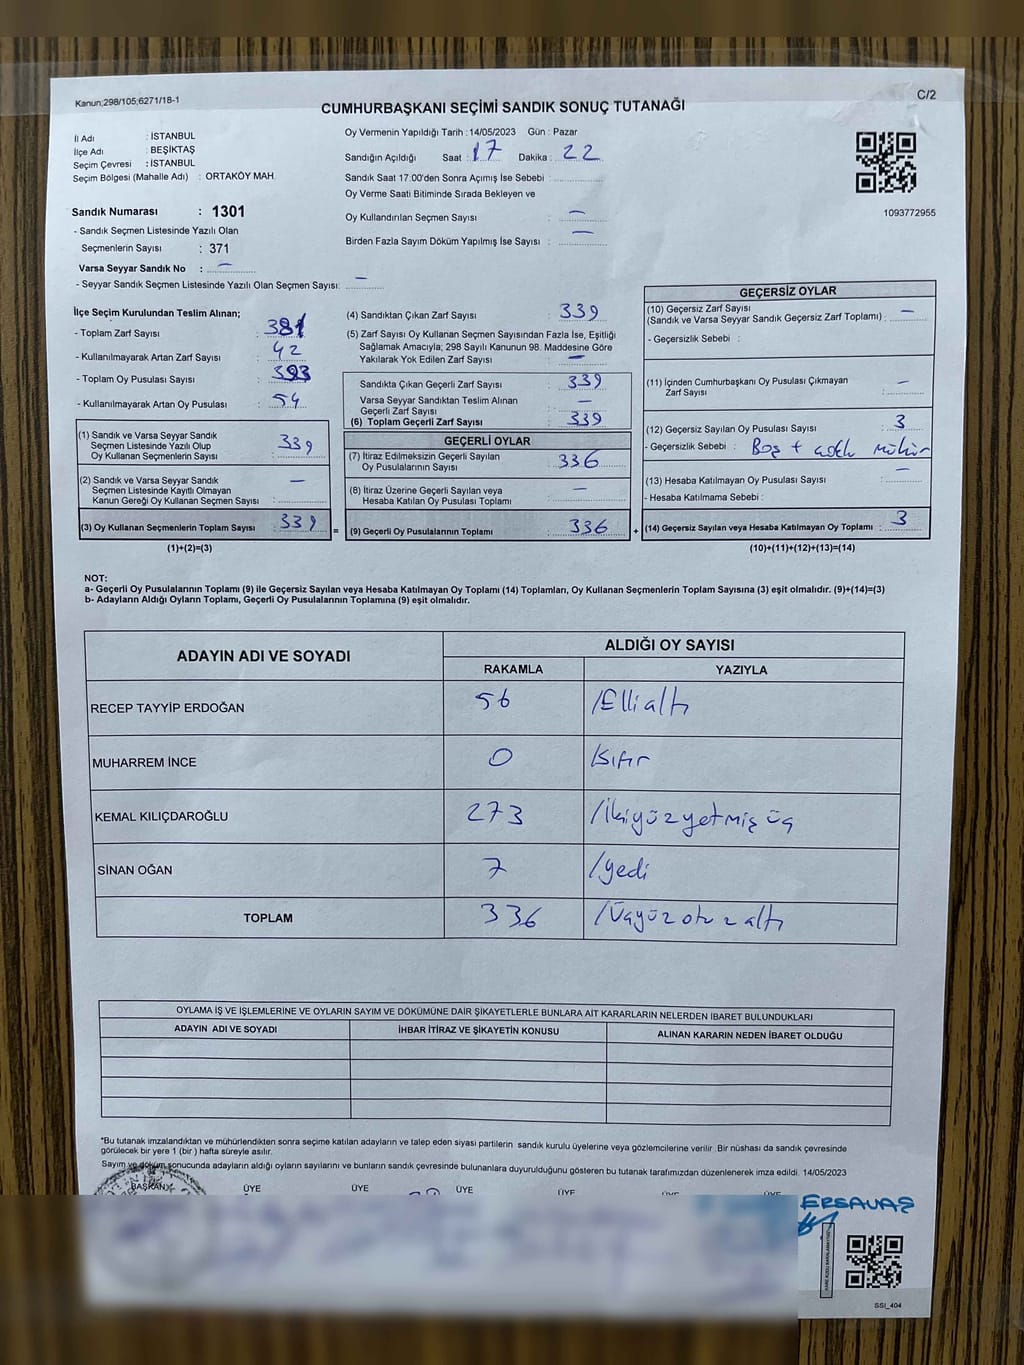 Kanun;298/105;6271/18-1
C/2
CUMHURBAŞKANI SEÇİMİ SANDIK SONUÇ TUTANAĞI
İl Adı : İSTANBUL
İlçe Adı : BEŞİKTAŞ
Seçim Çevresi : İSTANBUL
Seçim Bölgesi (Mahalle Adı) : ORTAKÖY MAH.
Sandık Numarası : 1301
- Sandık Seçmen Listesinde Yazılı Olan
Seçmenlerin Sayısı : 371
Varsa Seyyar Sandık No : –
- Seyyar Sandık Seçmen Listesinde Yazılı Olan Seçmen Sayısı: –
Oy Vermenin Yapıldığı Tarih :14/05/2023 Gün : Pazar
Sandığın Açıldığı Saat : 17 Dakika : 22
Sandık Saat 17:00'den Sonra Açımış İse Sebebi :
Oy Verme Saati Bitiminde Sırada Bekleyen ve
Oy Kullandırılan Seçmen Sayısı : –
Birden Fazla Sayım Döküm Yapılmış İse Sayısı : –
1093772955
İlçe Seçim Kurulundan Teslim Alınan;
- Toplam Zarf Sayısı : 381
- Kullanılmayarak Artan Zarf Sayısı : 42
- Toplam Oy Pusulası Sayısı : 393
- Kullanılmayarak Artan Oy Pusulası : 54
(1) Sandık ve Varsa Seyyar Sandık
Seçmen Listesinde Yazılı Olup
Oy Kullanan Seçmenlerin Sayısı : 339
(2) Sandık ve Varsa Seyyar Sandık
Seçmen Listesinde Kayıtlı Olmayan
Kanun Gereği Oy Kullanan Seçmen Sayısı : –
(3) Oy Kullanan Seçmenlerin Toplam Sayısı : 339
(1)+(2)=(3)
=
(4) Sandıktan Çıkan Zarf Sayısı : 339
(5) Zarf Sayısı Oy Kullanan Seçmen Sayısından Fazla İse, Eşitliği
Sağlamak Amacıyla; 298 Sayılı Kanunun 98. Maddesine Göre
Yakılarak Yok Edilen Zarf Sayısı : –
Sandıkta Çıkan Geçerli Zarf Sayısı : 339
Varsa Seyyar Sandıktan Teslim Alınan
Geçerli Zarf Sayısı : –
(6) Toplam Geçerli Zarf Sayısı : 339
GEÇERLİ OYLAR
(7) İtiraz Edilmeksizin Geçerli Sayılan
Oy Pusulalarının Sayısı : 336
(8) İtiraz Üzerine Geçerli Sayılan veya
Hesaba Katılan Oy Pusulası Toplamı : –
(9) Geçerli Oy Pusulalarının Toplamı : 336
+
GEÇERSİZ OYLAR
(10) Geçersiz Zarf Sayısı
(Sandık ve Varsa Seyyar Sandık Geçersiz Zarf Toplamı) : –
- Geçersizlik Sebebi :
(11) İçinden Cumhurbaşkanı Oy Pusulası Çıkmayan
Zarf Sayısı : –
(12) Geçersiz Sayılan Oy Pusulası Sayısı : 3
- Geçersizlik Sebebi : Boş + çoklu mühür
(13) Hesaba Katılmayan Oy Pusulası Sayısı : –
- Hesaba Katılmama Sebebi :
(14) Geçersiz Sayılan veya Hesaba Katılmayan Oy Toplamı : 3
(10)+(11)+(12)+(13)=(14)
NOT:
a- Geçerli Oy Pusulalarının Toplamı (9) ile Geçersiz Sayılan veya Hesaba Katılmayan Oy Toplamı (14) Toplamları, Oy Kullanan Seçmenlerin Toplam Sayısına (3) eşit olmalıdır. (9)+(14)=(3)
b- Adayların Aldığı Oyların Toplamı, Geçerli Oy Pusulalarının Toplamına (9) eşit olmalıdır.
ADAYIN ADI VE SOYADI
ALDIĞI OY SAYISI
RAKAMLA YAZIYLA
RECEP TAYYİP ERDOĞAN 56 /Elli altı
MUHARREM İNCE 0 /Sıfır
KEMAL KILIÇDAROĞLU 273 /İkiyüzyetmiş üç
SİNAN OĞAN 7 /yedi
TOPLAM 336 /Üçyüzotuz altı
OYLAMA İŞ VE İŞLEMLERİNE VE OYLARIN SAYIM VE DÖKÜMÜNE DAİR ŞİKAYETLERLE BUNLARA AİT KARARLARIN NELERDEN İBARET BULUNDUKLARI
ADAYIN ADI VE SOYADI İHBAR İTİRAZ VE ŞİKAYETİN KONUSU ALINAN KARARIN NEDEN İBARET OLDUĞU
*Bu tutanak imzalandıktan ve mühürlendikten sonra seçime katılan adayların ve talep eden siyasi partilerin sandık kurulu üyelerine veya gözlemcilerine verilir. Bir nüshası da sandık çevresinde
görülecek bir yere 1 (bir ) hafta süreyle asılır.
Sayım ve döküm sonucunda adayların aldığı oyların sayılarını ve bunların sandık çevresinde bulunanlara duyurulduğunu gösteren bu tutanak tarafımızdan düzenlenerek imza edildi. 14/05/2023
BAŞKAN ÜYE ÜYE ÜYE ÜYE ÜYE ÜYE
ERSAVAŞ
SSI_404